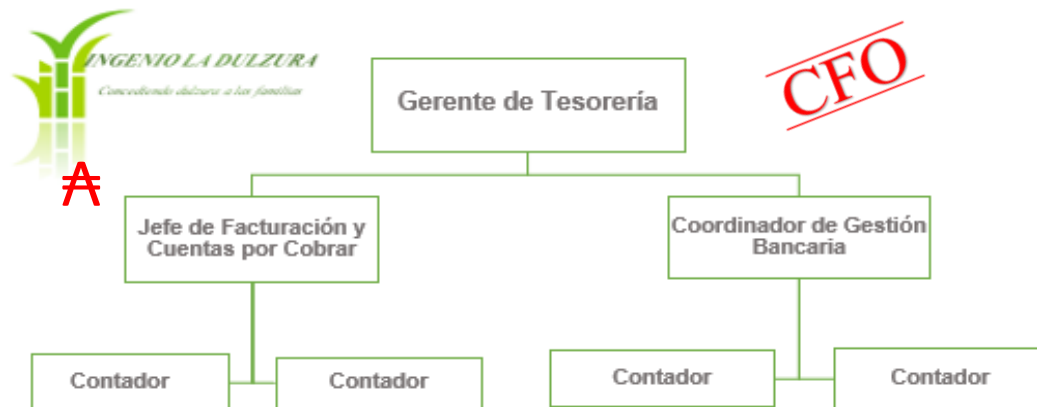 INGENIO LA DULZURA
Concediendo dulzura a las familias
CFO
Gerente de Tesorería
₳
Jefe de Facturación y
Cuentas por Cobrar
Coordinador de Gestión
Bancaria
Contador
Contador
Contador
Contador